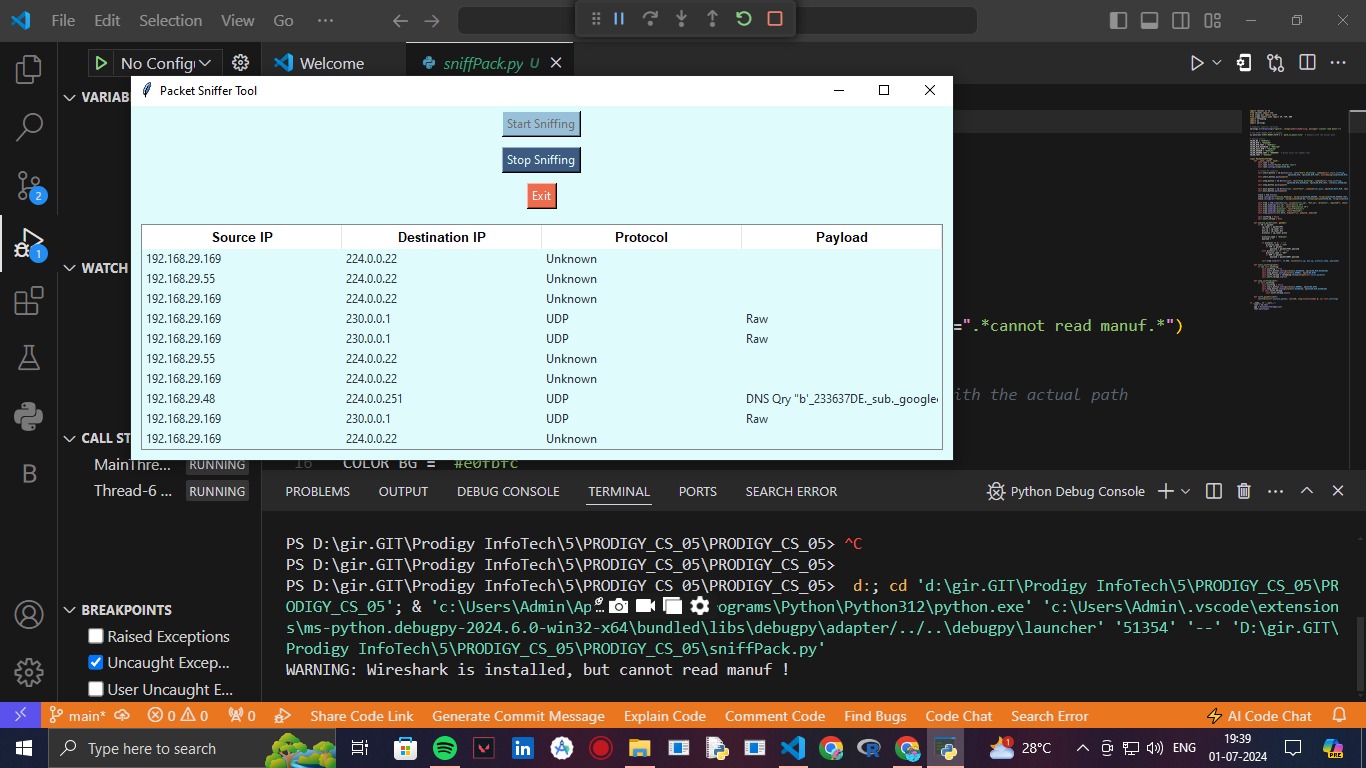 File Edit Selection View Go ...
No Config
Welcome
sniffPack.py U
VARIAB
Packet Sniffer Tool
Start Sniffing
Stop Sniffing
Exit
Source IP Destination IP Protocol Payload
192.168.29.169 224.0.0.22 Unknown
192.168.29.55 224.0.0.22 Unknown
192.168.29.169 224.0.0.22 Unknown
192.168.29.169 230.0.0.1 UDP Raw
192.168.29.169 230.0.0.1 UDP Raw
192.168.29.55 224.0.0.22 Unknown
192.168.29.169 224.0.0.22 Unknown
192.168.29.48 224.0.0.251 UDP DNS Qry "b'_233637DE._sub._google
192.168.29.169 230.0.0.1 UDP Raw
192.168.29.169 224.0.0.22 Unknown
WATCH
=".*cannot read manuf.*")
ith the actual path
16 COLOR_BG = "#e0fbfc"
CALL ST
MainThre... RUNNING
Thread-6 ... RUNNING
B
2
1
PROBLEMS OUTPUT DEBUG CONSOLE TERMINAL PORTS SEARCH ERROR
Python Debug Console
PS D:\gir.GIT\Prodigy InfoTech\5\PRODIGY_CS_05\PRODIGY_CS_05> ^C
PS D:\gir.GIT\Prodigy InfoTech\5\PRODIGY_CS_05\PRODIGY_CS_05>
PS D:\gir.GIT\Prodigy InfoTech\5\PRODIGY_CS_05\PRODIGY_CS_05> d:; cd 'd:\gir.GIT\Prodigy InfoTech\5\PRODIGY_CS_05\PR
ODIGY_CS_05'; & 'c:\Users\Admin\Ap ograms\Python\Python312\python.exe' 'c:\Users\Admin\.vscode\extension
s\ms-python.debugpy-2024.6.0-win32-x64\bundled\libs\debugpy\adapter/../..\debugpy\launcher' '51354' '--' 'D:\gir.GIT\
Prodigy InfoTech\5\PRODIGY_CS_05\PRODIGY_CS_05\sniffPack.py'
WARNING: Wireshark is installed, but cannot read manuf !
BREAKPOINTS
Raised Exceptions
Uncaught Excep...
User Uncaught E...
main* 0 0 0 Share Code Link Generate Commit Message Explain Code Comment Code Find Bugs Code Chat Search Error AI Code Chat
Type here to search
1
28°C
ENG
19:39
01-07-2024
PRE